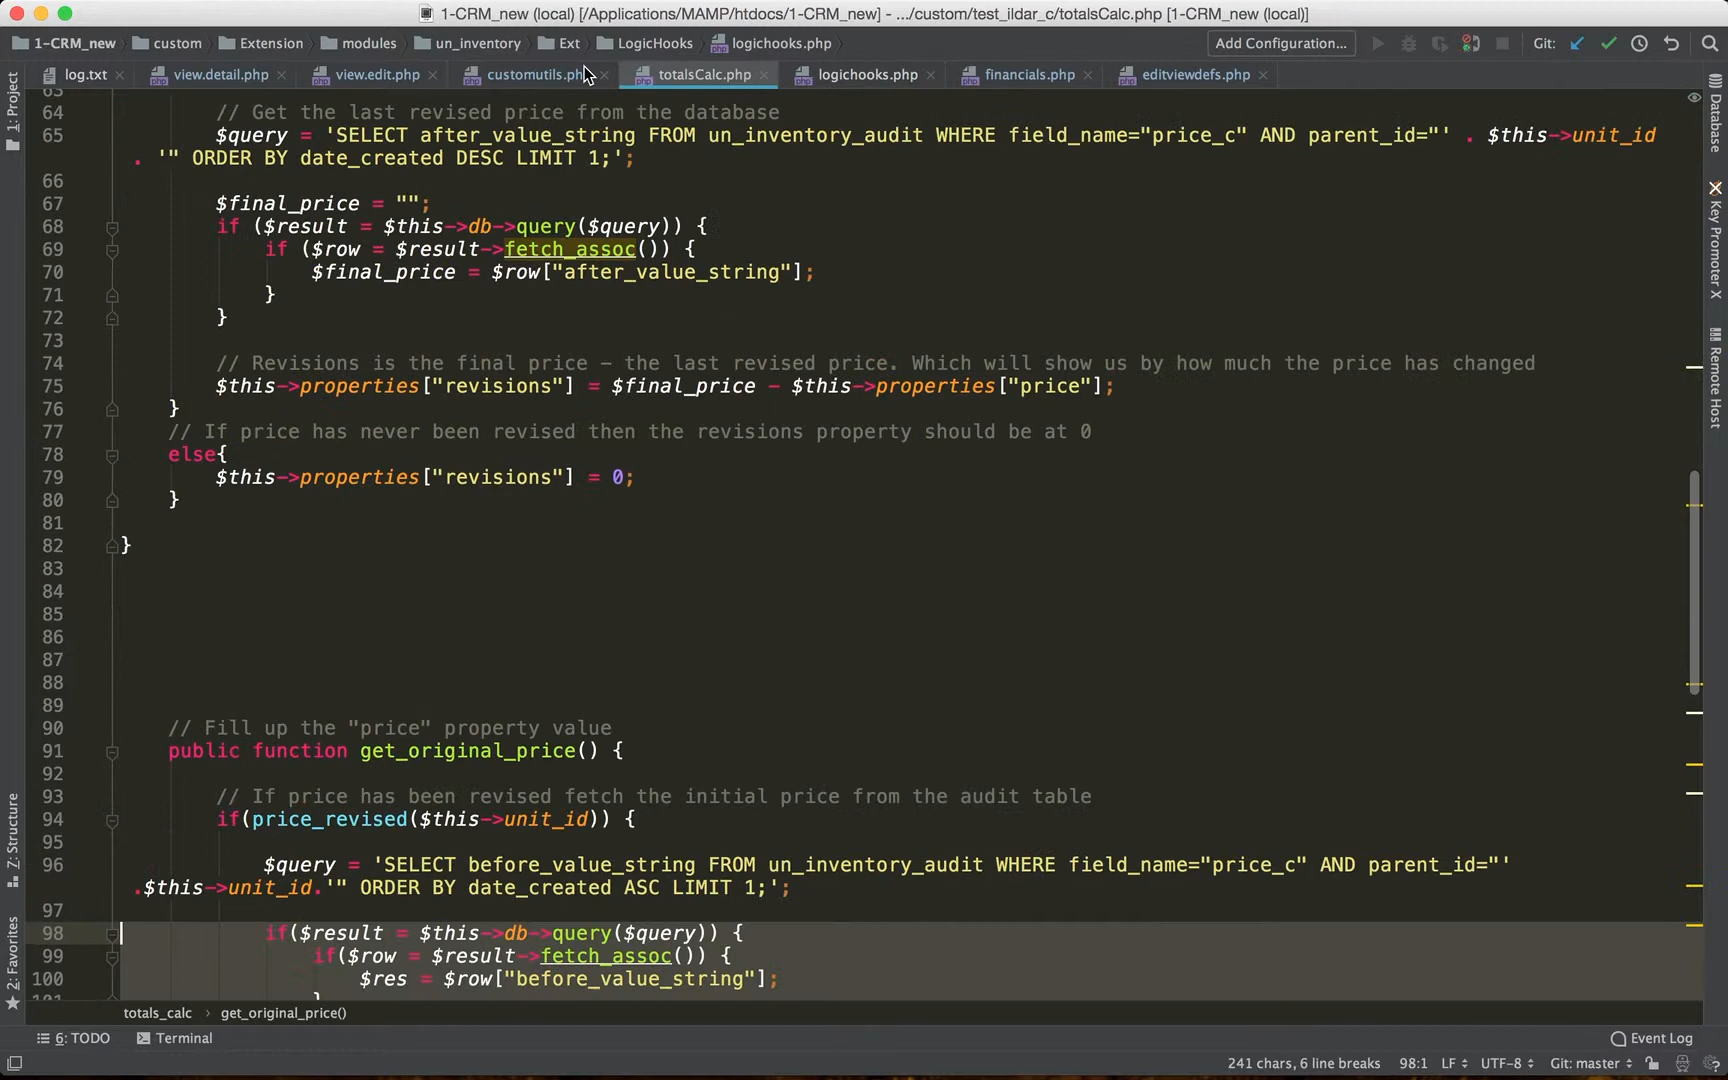 1-CRM_new (local) [/Applications/MAMP/htdocs/1-CRM_new] - .../custom/test_ildar_c/totalsCalc.php [1-CRM_new (local)]
1-CRM_new custom Extension modules un_inventory Ext LogicHooks logichooks.php Add Configuration... Git:
log.txt view.detail.php view.edit.php customutils.php totalsCalc.php logichooks.php financials.php editviewdefs.php
63
64 // Get the last revised price from the database
65 $query = 'SELECT after_value_string FROM un_inventory_audit WHERE field_name="price_c" AND parent_id="' . $this->unit_id
. '" ORDER BY date_created DESC LIMIT 1;';
66
67 $final_price = "";
68 if ($result = $this->db->query($query)) {
69 if ($row = $result->fetch_assoc()) {
70 $final_price = $row["after_value_string"];
71 }
72 }
73
74 // Revisions is the final price - the last revised price. Which will show us by how much the price has changed
75 $this->properties["revisions"] = $final_price - $this->properties["price"];
76 }
77 // If price has never been revised then the revisions property should be at 0
78 else{
79 $this->properties["revisions"] = 0;
80 }
81
82 }
83
84
85
86
87
88
89
90 // Fill up the "price" property value
91 public function get_original_price() {
92
93 // If price has been revised fetch the initial price from the audit table
94 if(price_revised($this->unit_id)) {
95
96 $query = 'SELECT before_value_string FROM un_inventory_audit WHERE field_name="price_c" AND parent_id="'
.$this->unit_id.'" ORDER BY date_created ASC LIMIT 1;';
97
98 if($result = $this->db->query($query)) {
99 if($row = $result->fetch_assoc()) {
100 $res = $row["before_value_string"];
101 }
totals_calc › get_original_price()
6: TODO Terminal Event Log
241 chars, 6 line breaks 98:1 LF UTF-8 Git: master
1: Project
7: Structure
2: Favorites
Database
Key Promoter X
Remote Host